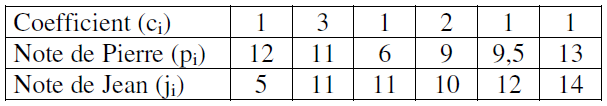 Coefficient (ci) 1 3 1 2 1 1
Note de Pierre (pi) 12 11 6 9 9,5 13
Note de Jean (ji) 5 11 11 10 12 14